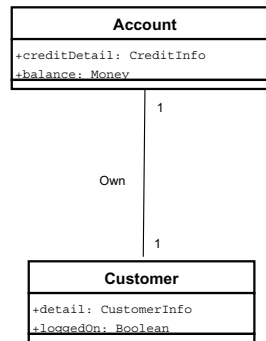 Account
+creditDetail: CreditInfo
+balance: Money
1
Own
1
Customer
+detail: CustomerInfo
+loggedOn: Boolean